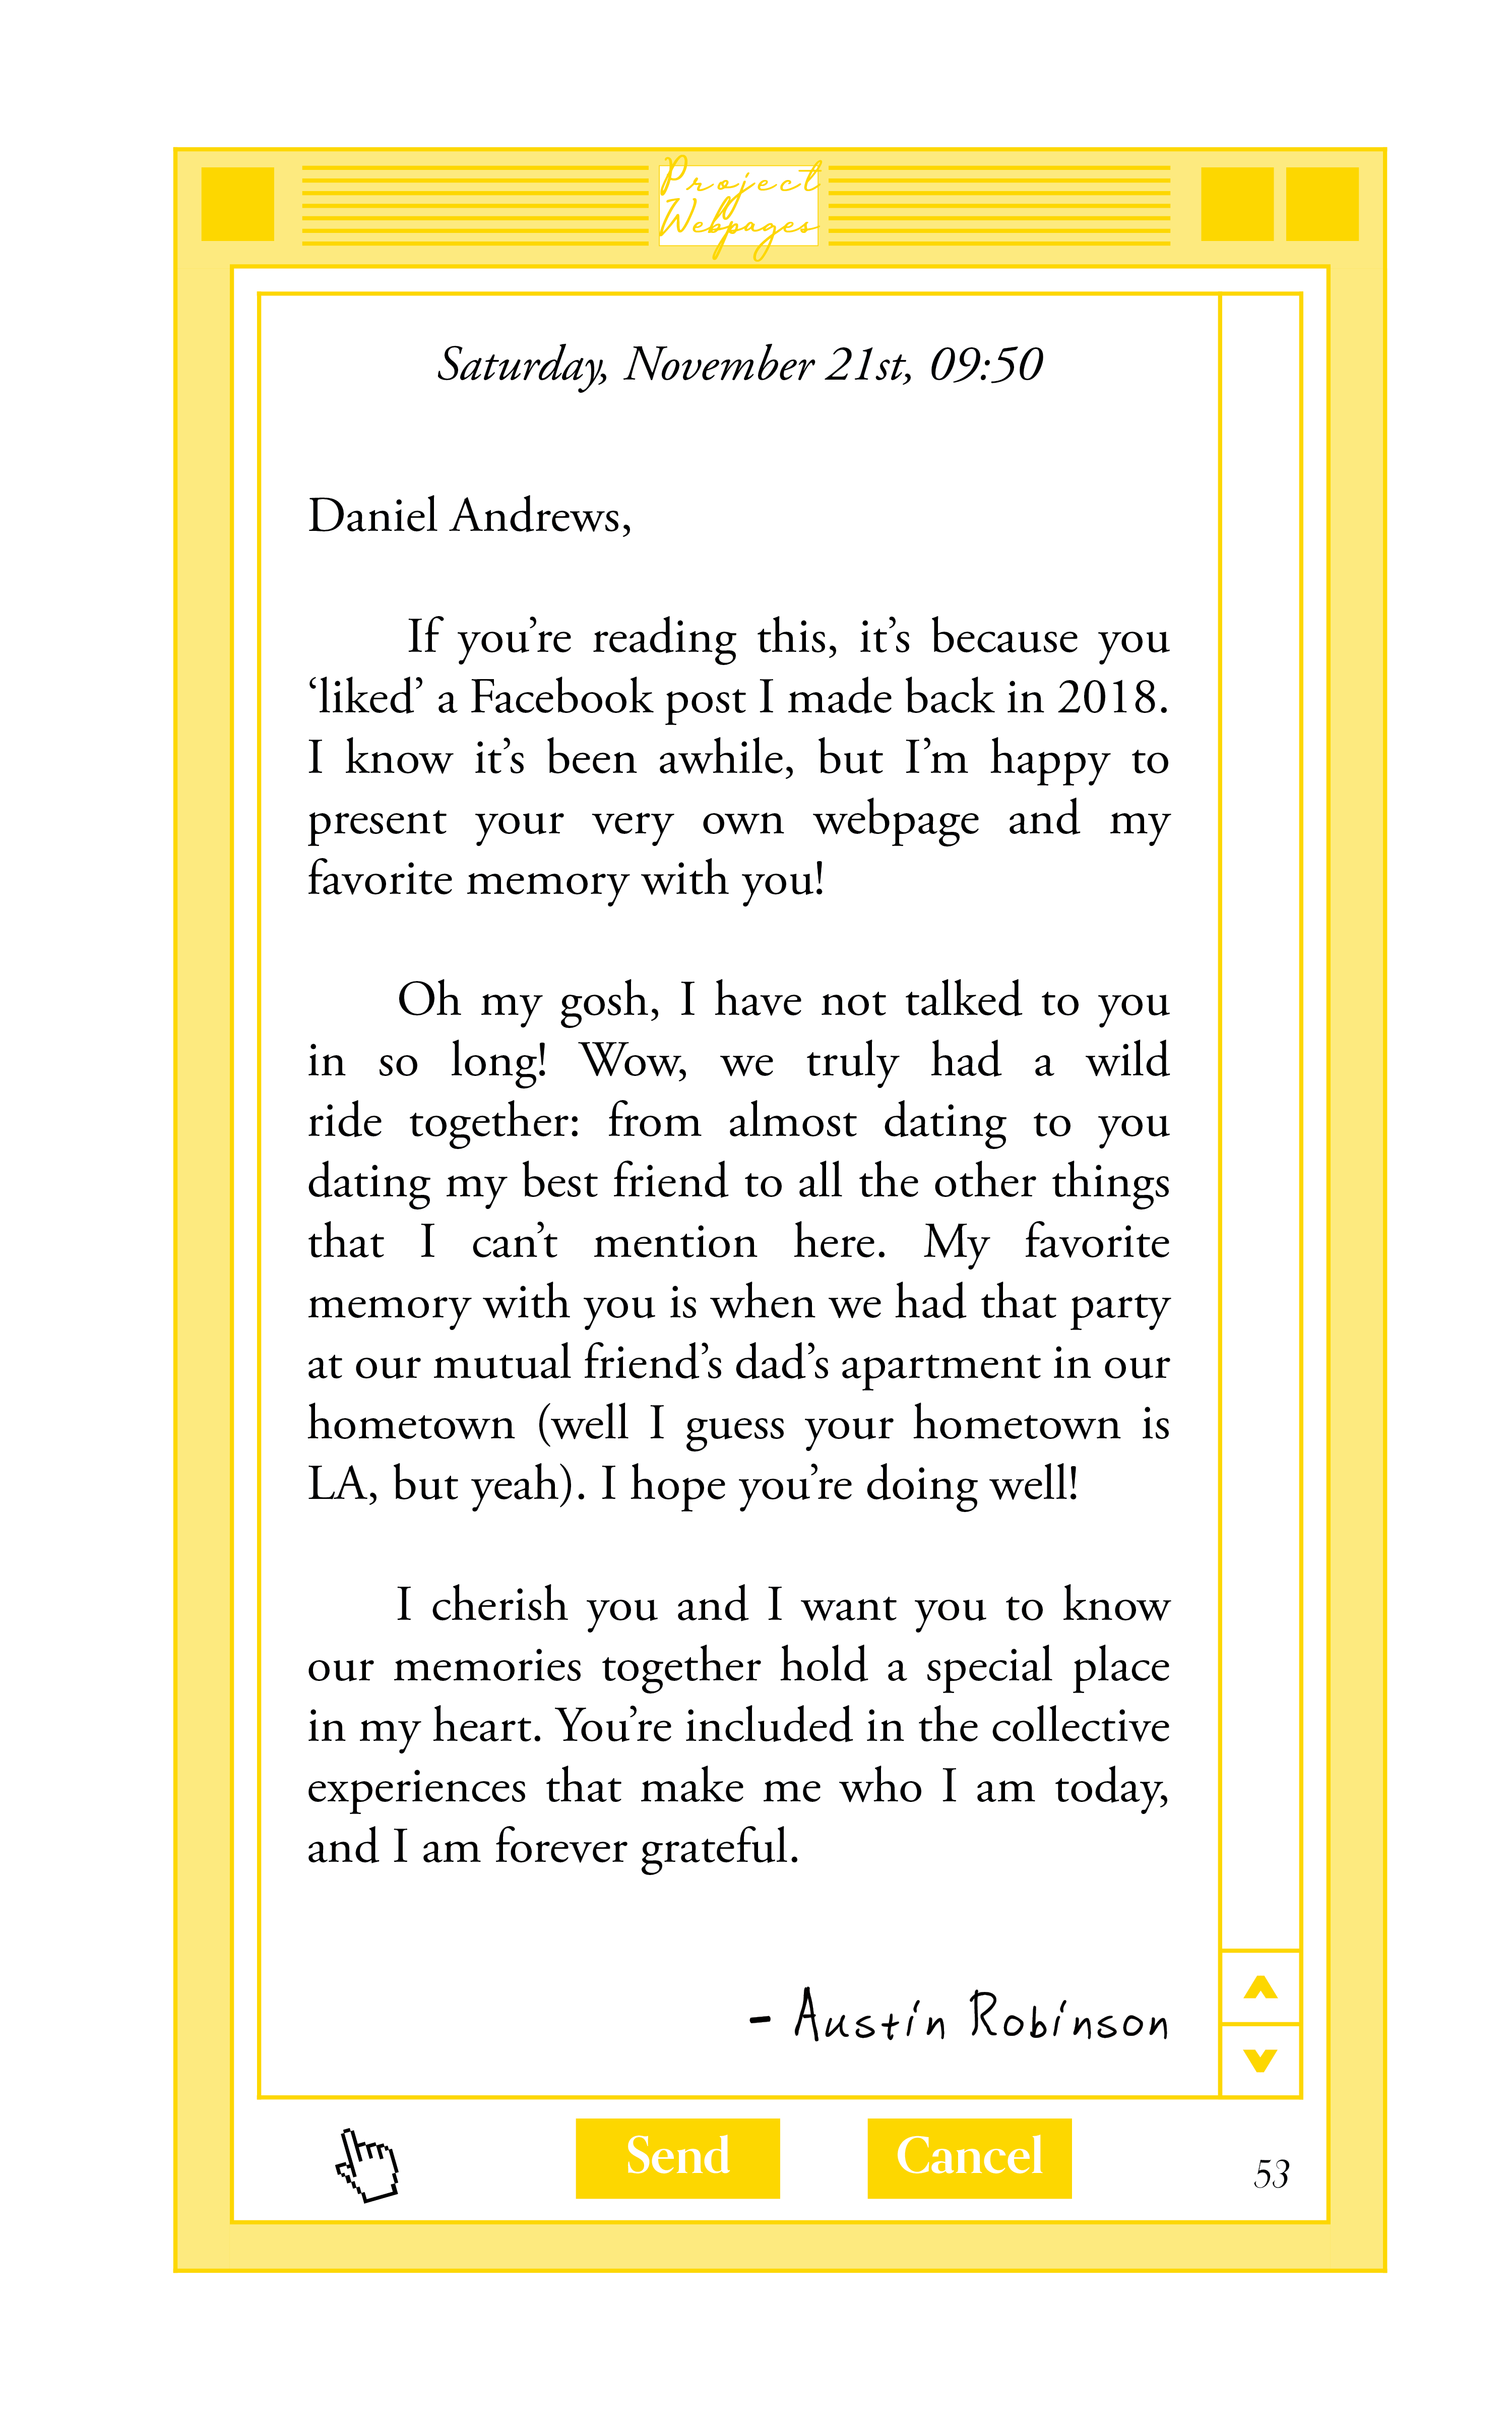 Project
Webpages
Saturday, November 21st, 09:50
Daniel Andrews,
If you’re reading this, it’s because you
‘liked’ a Facebook post I made back in 2018.
I know it’s been awhile, but I’m happy to
present your very own webpage and my
favorite memory with you!
Oh my gosh, I have not talked to you
in so long! Wow, we truly had a wild
ride together: from almost dating to you
dating my best friend to all the other things
that I can’t mention here. My favorite
memory with you is when we had that party
at our mutual friend’s dad’s apartment in our
hometown (well I guess your hometown is
LA, but yeah). I hope you’re doing well!
I cherish you and I want you to know
our memories together hold a special place
in my heart. You’re included in the collective
experiences that make me who I am today,
and I am forever grateful.
- Austin Robinson
Send Cancel
53